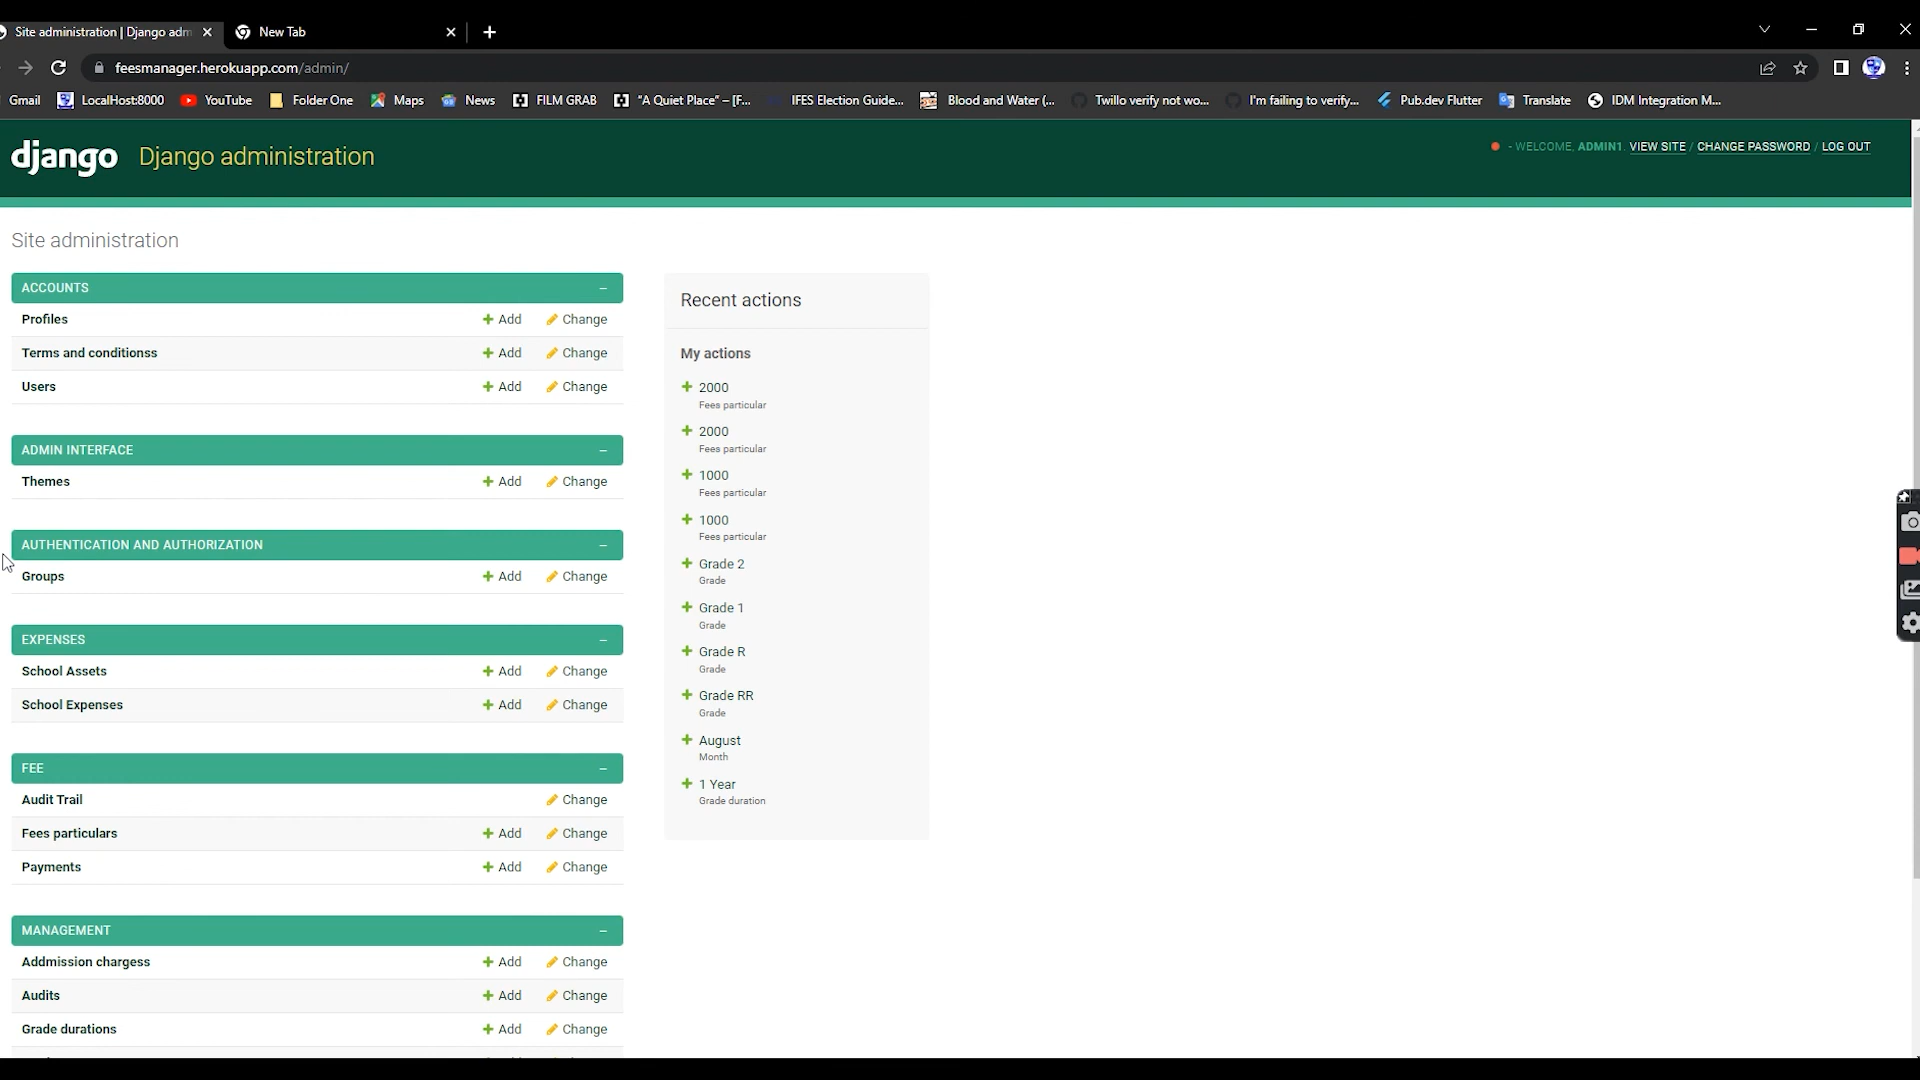 Site administration | Django adm
New Tab
feesmanager.herokuapp.com/admin/
Gmail LocalHost:8000 YouTube Folder One Maps News FILM GRAB "A Quiet Place" – [F... IFES Election Guide... Blood and Water (... Twillo verify not wo... I'm failing to verify... Pub.dev Flutter Translate IDM Integration M...
django Django administration
- WELCOME, ADMIN1. VIEW SITE / CHANGE PASSWORD / LOG OUT
Site administration
ACCOUNTS –
Profiles + Add Change
Terms and conditionss + Add Change
Users + Add Change
ADMIN INTERFACE –
Themes + Add Change
AUTHENTICATION AND AUTHORIZATION –
Groups + Add Change
EXPENSES –
School Assets + Add Change
School Expenses + Add Change
FEE –
Audit Trail Change
Fees particulars + Add Change
Payments + Add Change
MANAGEMENT –
Addmission chargess + Add Change
Audits + Add Change
Grade durations + Add Change
Recent actions
My actions
+ 2000
Fees particular
+ 2000
Fees particular
+ 1000
Fees particular
+ 1000
Fees particular
+ Grade 2
Grade
+ Grade 1
Grade
+ Grade R
Grade
+ Grade RR
Grade
+ August
Month
+ 1 Year
Grade duration